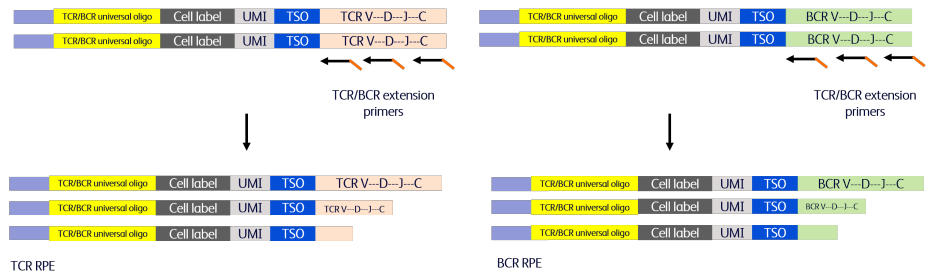 TCR/BCR universal oligo Cell label UMI TSO TCR V---D---J---C
TCR/BCR universal oligo Cell label UMI TSO TCR V---D---J---C
TCR/BCR extension
primers
TCR/BCR universal oligo Cell label UMI TSO TCR V---D---J---C
TCR/BCR universal oligo Cell label UMI TSO TCR V---D---J---C
TCR/BCR universal oligo Cell label UMI TSO
TCR RPE
TCR/BCR universal oligo Cell label UMI TSO BCR V---D---J---C
TCR/BCR universal oligo Cell label UMI TSO BCR V---D---J---C
TCR/BCR extension
primers
TCR/BCR universal oligo Cell label UMI TSO BCR V---D---J---C
TCR/BCR universal oligo Cell label UMI TSO BCR V---D---J---C
TCR/BCR universal oligo Cell label UMI TSO
BCR RPE